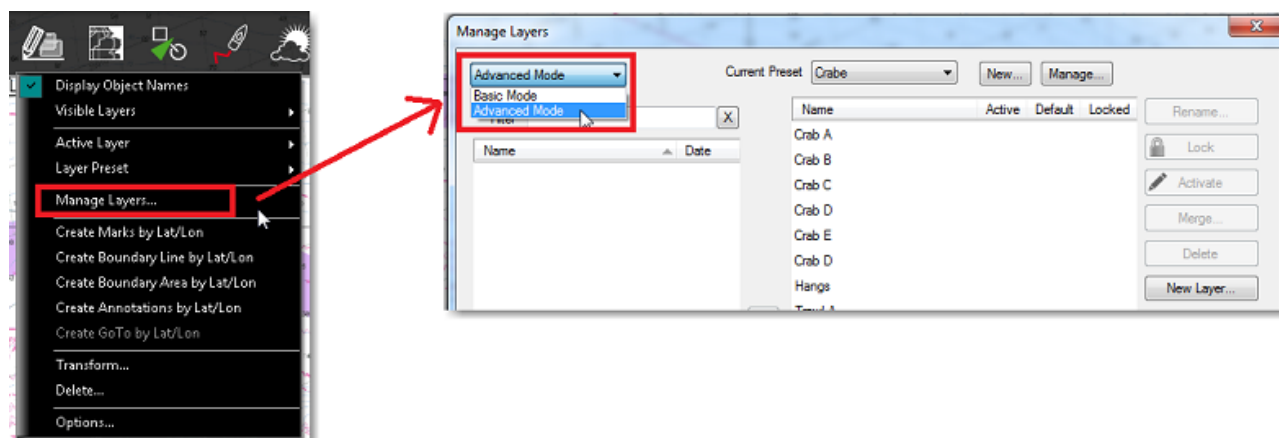 Display Object Names
Visible Layers
Active Layer
Layer Preset
Manage Layers...
Create Marks by Lat/Lon
Create Boundary Line by Lat/Lon
Create Boundary Area by Lat/Lon
Create Annotations by Lat/Lon
Create GoTo by Lat/Lon
Transform...
Delete...
Options...
Manage Layers
Advanced Mode
Current Preset Crabe New... Manage...
Basic Mode
Advanced Mode
Filter X
Name Date
Name Active Default Locked
Crab A
Crab B
Crab C
Crab D
Crab E
Crab D
Hangs
Trawl A
Rename...
Lock
Activate
Merge...
Delete
New Layer...